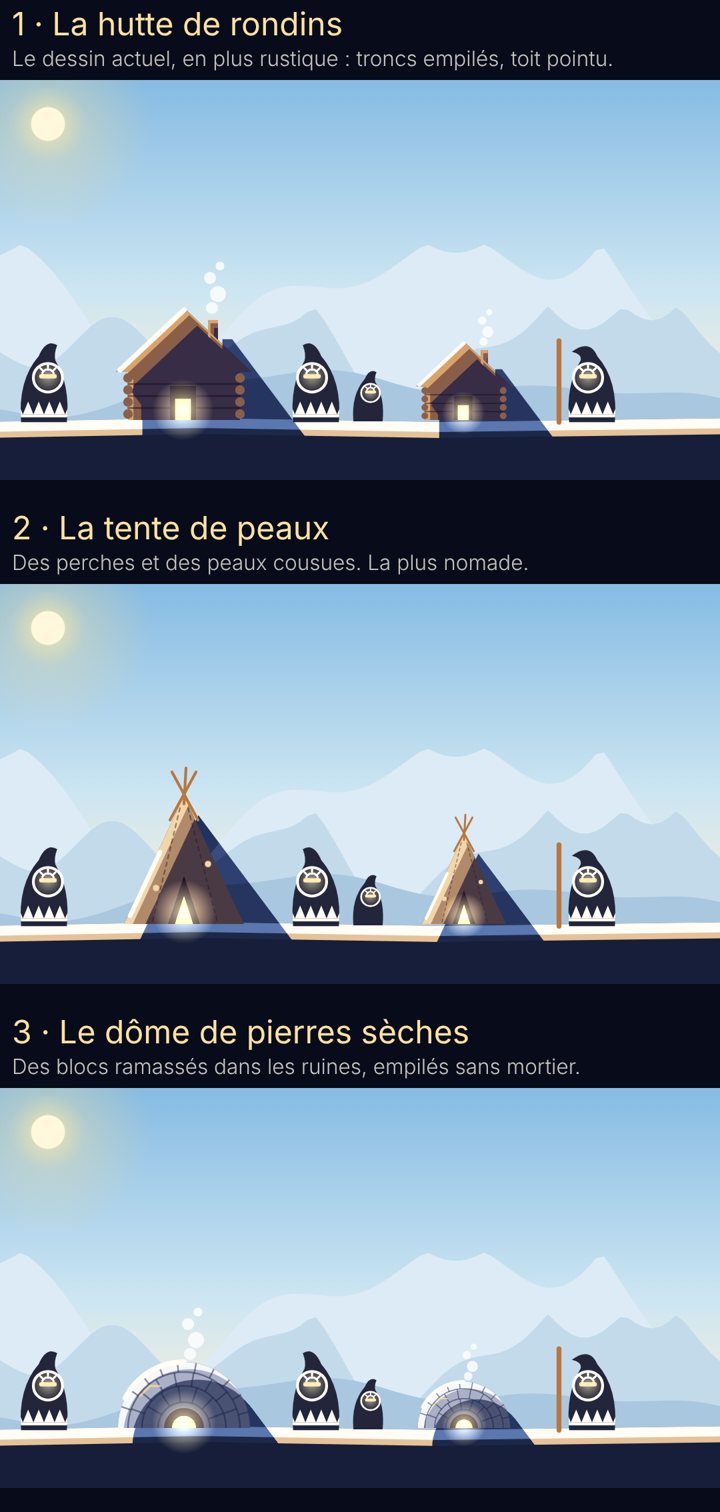 1 · La hutte de rondins
Le dessin actuel, en plus rustique : troncs empilés, toit pointu.
2 · La tente de peaux
Des perches et des peaux cousues. La plus nomade.
3 · Le dôme de pierres sèches
Des blocs ramassés dans les ruines, empilés sans mortier.